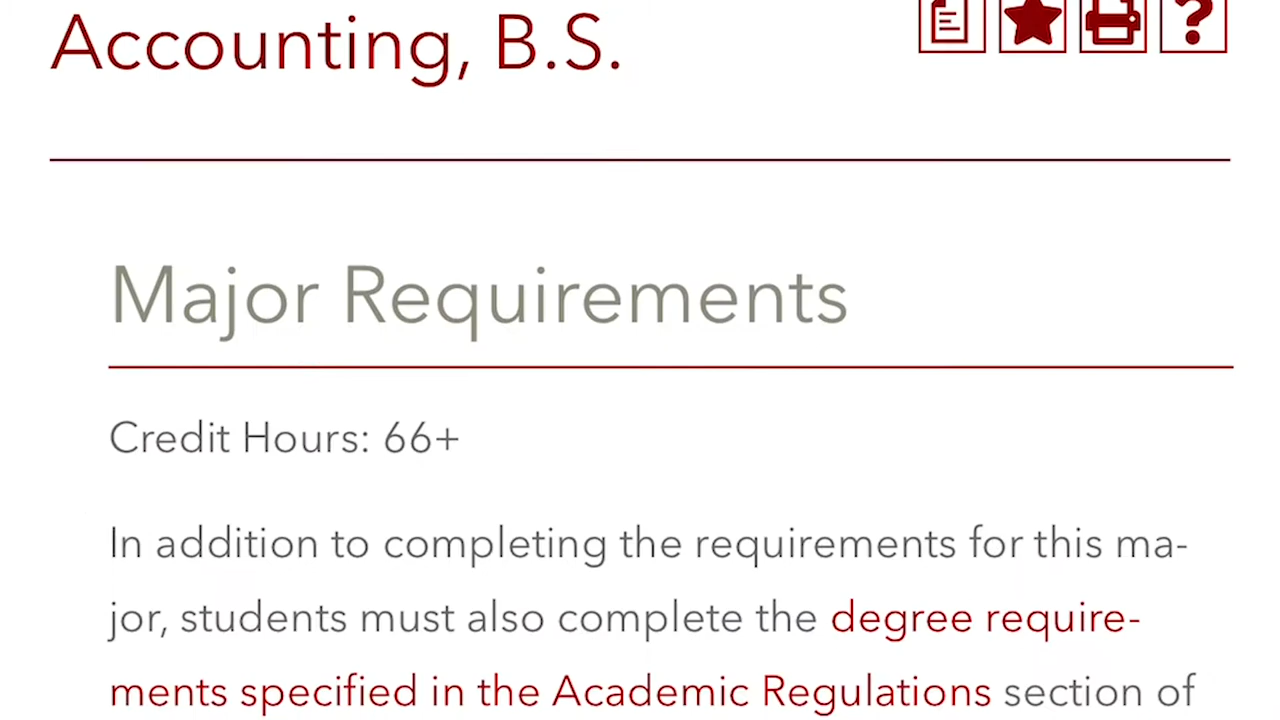 Accounting, B.S.
Major Requirements
Credit Hours: 66+
In addition to completing the requirements for this ma-
jor, students must also complete the degree require-
ments specified in the Academic Regulations section of